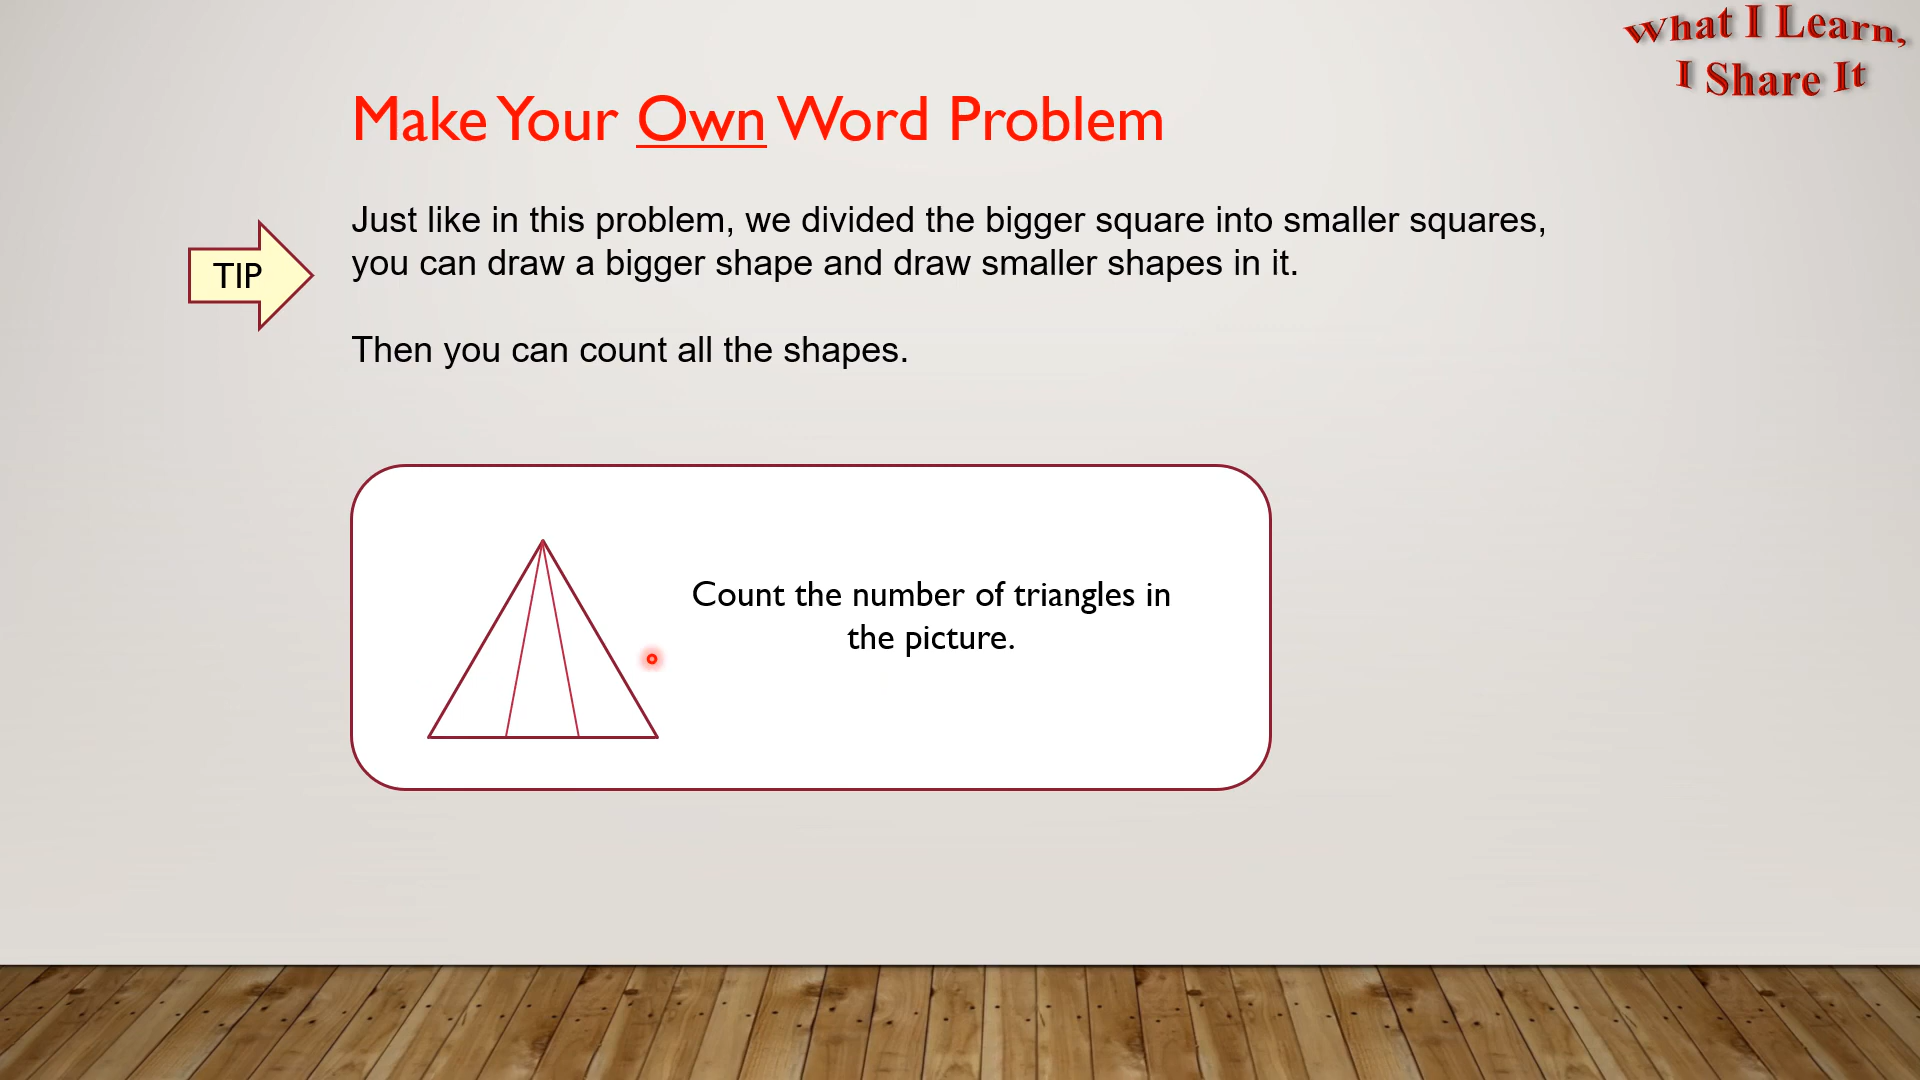 What I Learn,
I Share It
Make Your Own Word Problem
Just like in this problem, we divided the bigger square into smaller squares,
you can draw a bigger shape and draw smaller shapes in it.
TIP
Then you can count all the shapes.
Count the number of triangles in
the picture.